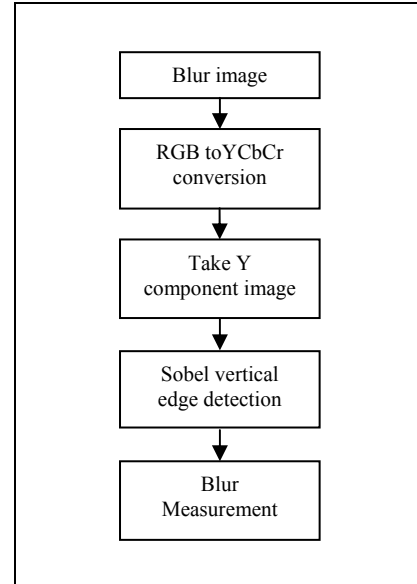 Blur image
RGB toYCbCr
conversion
Take Y
component image
Sobel vertical
edge detection
Blur
Measurement